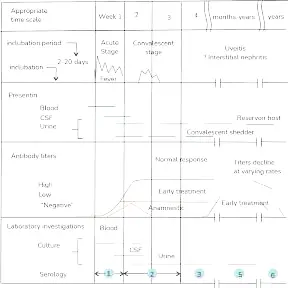 Appropriate
time scale
Week 1
2
3
4
months-years
years
incubation period
2-20 days
incubation
Acute
Stage
Convalescent
stage
Uveitis
Interstitial nephritis
Fever
Present in
Blood
CSF
Urine
Reservoir host
Convalescent shedder
Antibody titers
Normal response
Titers decline
at varying rates
High
Low
"Negative"
Early treatment
Anamnestic
Early treatment
Laboratory investigations
Blood
Culture
CSF
Urine
Serology
1
2
3
5
6